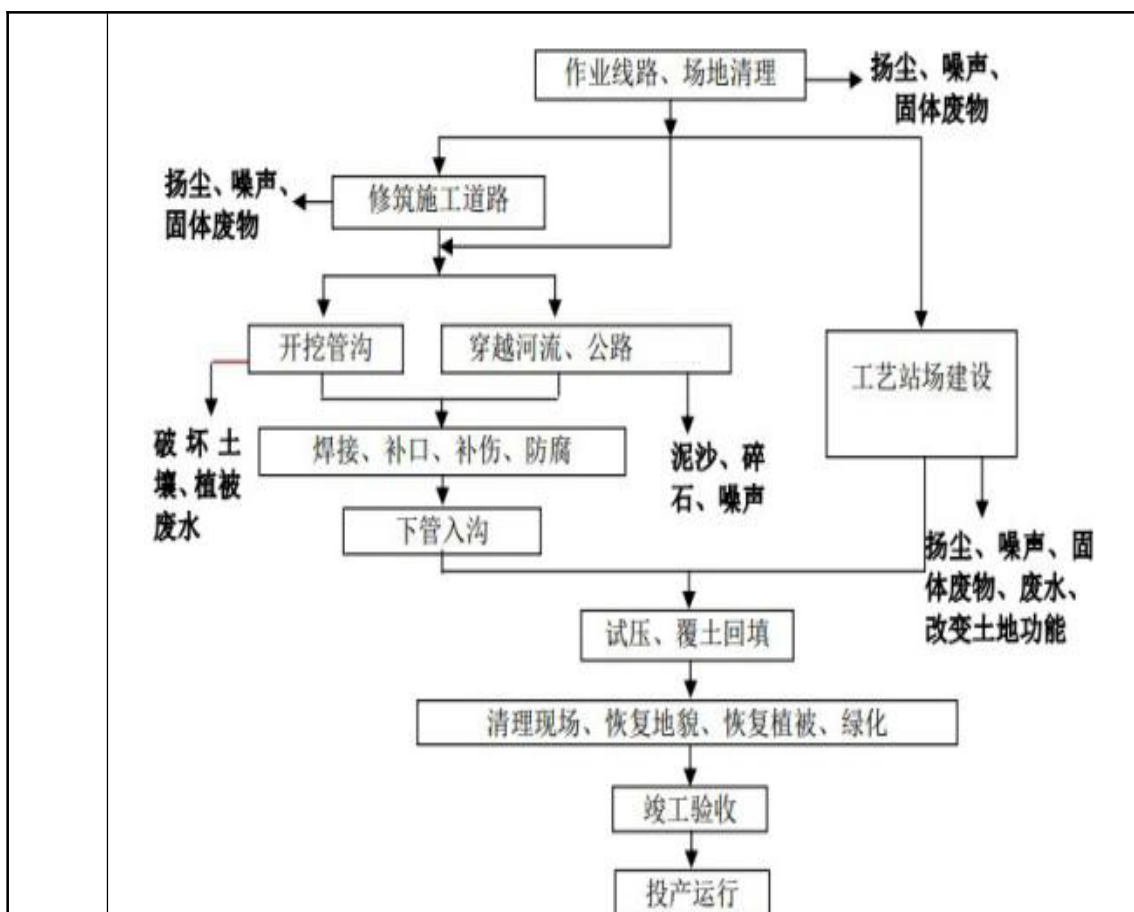 作业线路、场地清理
扬尘、噪声、
固体废物
扬尘、噪声、
固体废物
修筑施工道路
开挖管沟
穿越河流、公路
工艺站场建设
破坏土
壤、植被
废水
焊接、补口、补伤、防腐
泥沙、碎
石、噪声
下管入沟
扬尘、噪声、固
体废物、废水、
改变土地功能
试压、覆土回填
清理现场、恢复地貌、恢复植被、绿化
竣工验收
投产运行